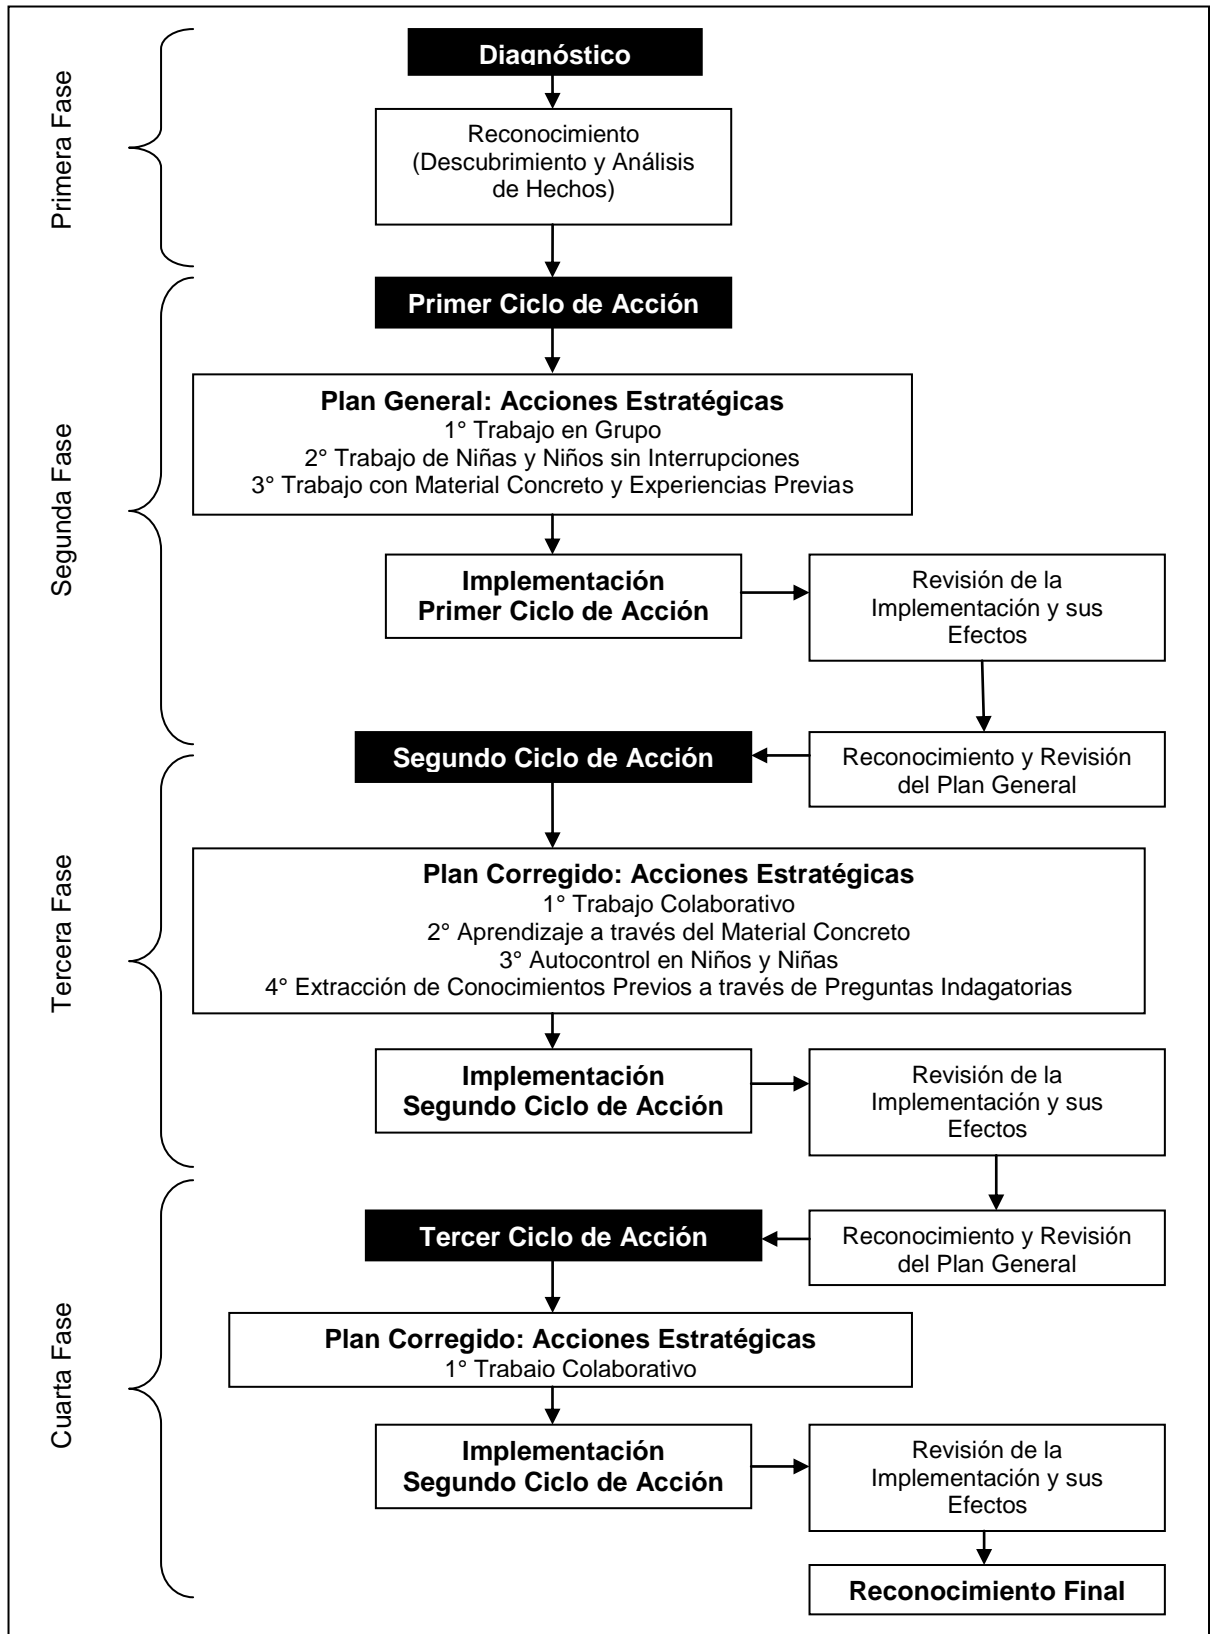 Primera Fase
Diagnóstico
Reconocimiento
(Descubrimiento y Análisis
de Hechos)
Segunda Fase
Primer Ciclo de Acción
Plan General: Acciones Estratégicas
1° Trabajo en Grupo
2° Trabajo de Niñas y Niños sin Interrupciones
3° Trabajo con Material Concreto y Experiencias Previas
Implementación
Primer Ciclo de Acción
Revisión de la
Implementación y sus
Efectos
Reconocimiento y Revisión
del Plan General
Tercera Fase
Segundo Ciclo de Acción
Plan Corregido: Acciones Estratégicas
1° Trabajo Colaborativo
2° Aprendizaje a través del Material Concreto
3° Autocontrol en Niños y Niñas
4° Extracción de Conocimientos Previos a través de Preguntas Indagatorias
Implementación
Segundo Ciclo de Acción
Revisión de la
Implementación y sus
Efectos
Reconocimiento y Revisión
del Plan General
Cuarta Fase
Tercer Ciclo de Acción
Plan Corregido: Acciones Estratégicas
1° Trabajo Colaborativo
Implementación
Segundo Ciclo de Acción
Revisión de la
Implementación y sus
Efectos
Reconocimiento Final